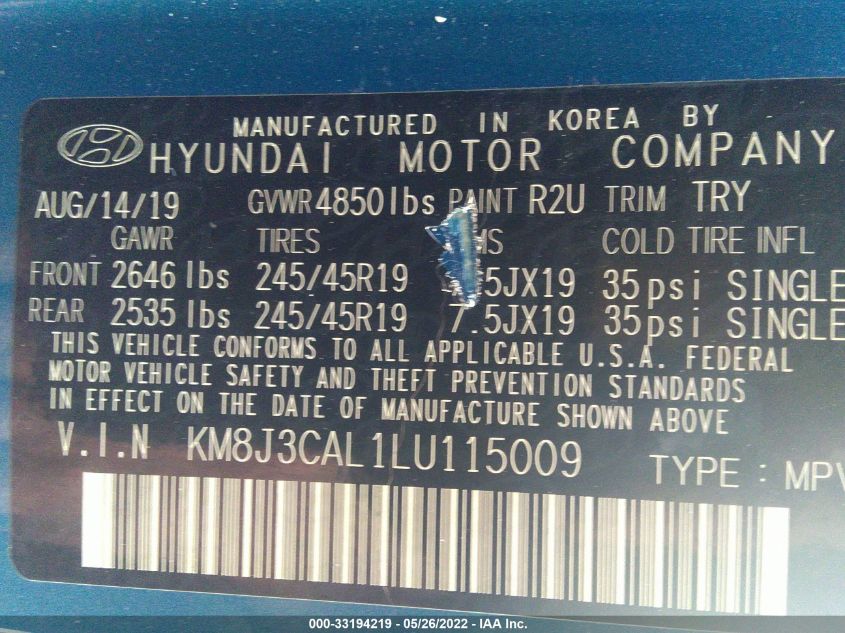 MANUFACTURED IN KOREA BY
HYUNDAI MOTOR COMPANY
AUG/14/19 GVWR 4850 lbs PAINT R2U TRIM TRY
GAWR TIRES COLD TIRE INFL
FRONT 2646 lbs 245/45R19 5JX19 35psi SINGLE
REAR 2535 lbs 245/45R19 7.5JX19 35psi SINGLE
THIS VEHICLE CONFORMS TO ALL APPLICABLE U.S.A. FEDERAL
MOTOR VEHICLE SAFETY AND THEFT PREVENTION STANDARDS
IN EFFECT ON THE DATE OF MANUFACTURE SHOWN ABOVE
V.I.N KM8J3CAL1LU115009
TYPE : MPV
000-33194219 - 05/26/2022 - IAA Inc.